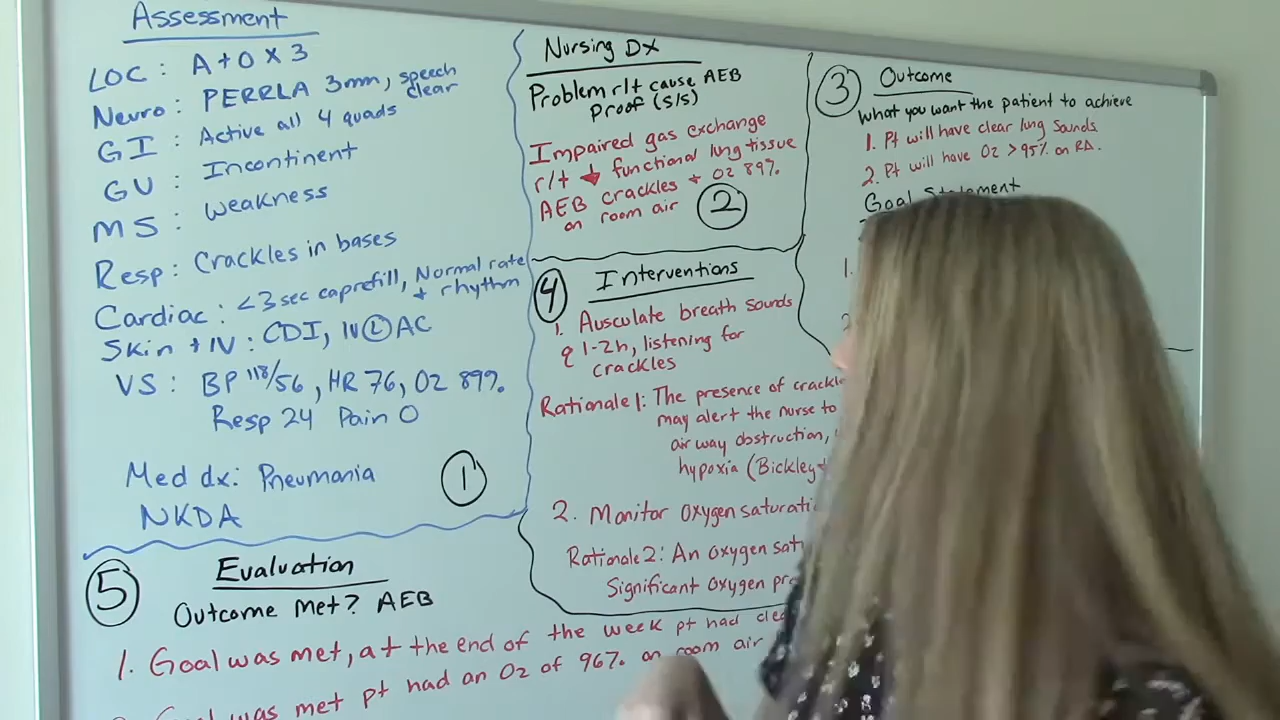 Assessment
LOC: A+O x 3
Neuro: PERRLA 3mm, speech clear
GI: Active all 4 quads
GU: Incontinent
MS: Weakness
Resp: Crackles in bases
Cardiac: <3 sec cap refill, Normal rate + rhythm
Skin + IV: CDI, IV Ⓛ AC
VS: BP 118/56, HR 76, O2 89%
Resp 24 Pain 0
Med dx: Pneumania
NKDA
①
Nursing DX
Problem r/t cause AEB
Proof (s/s)
Impaired gas exchange
r/t ↓ functional lung tissue
AEB crackles + O2 89%
on room air
②
③ Outcome
What you want the patient to achieve
1. Pt will have clear lung sounds.
2. Pt will have O2 > 95% on RA.
Goal Statement
1.
④ Interventions
1. Ausculate breath sounds
q 1-2h, listening for
crackles
Rationale 1: The presence of
may alert the nurse to
airway obstruction,
hypoxia (Bickley
2. Monitor oxygen
Rationale 2: An oxygen
Significant oxygen
⑤ Evaluation
Outcome Met? AEB
1. Goal was met, at the end of the week pt had
Goal was met pt had an O2 of 96% on room air